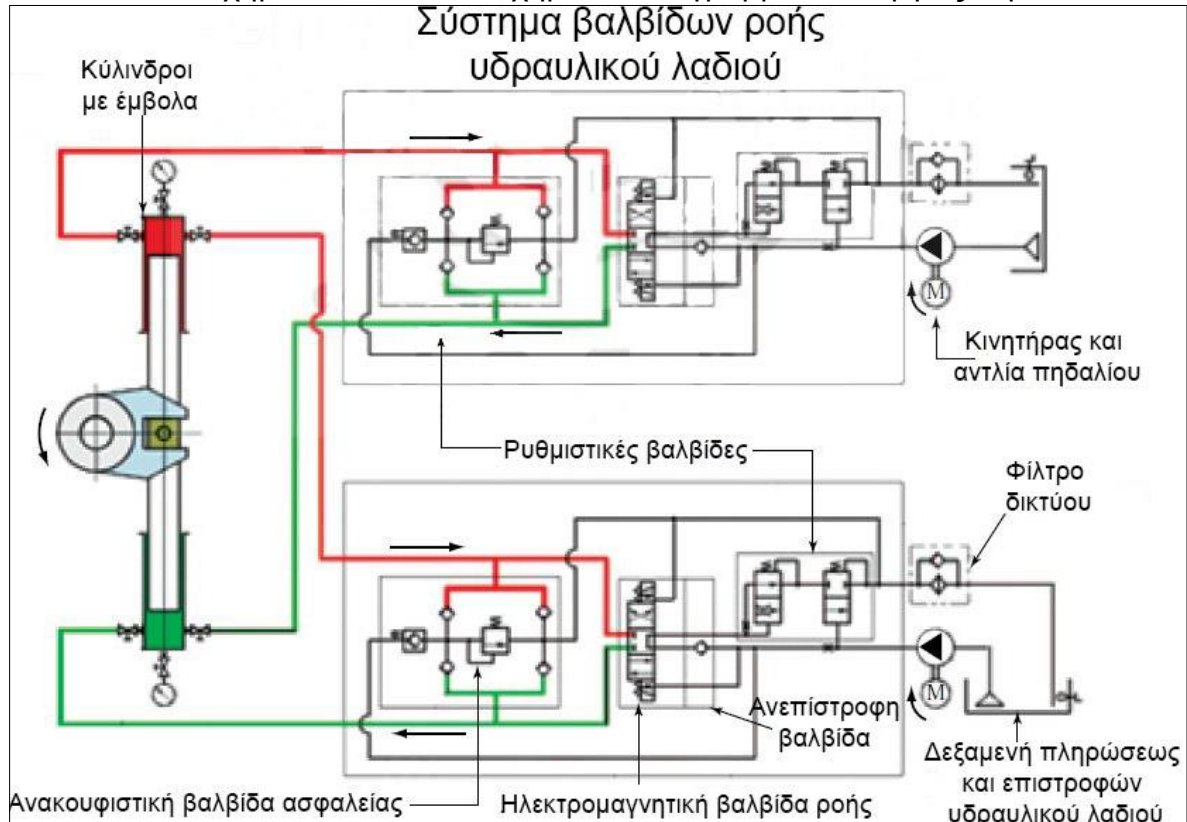 Σύστημα βαλβίδων ροής
υδραυλικού λαδιού
Κύλινδροι
με έμβολα
M
Κινητήρας και
αντλία πηδαλίου
Ρυθμιστικές βαλβίδες
Φίλτρο
δικτύου
M
Ανεπίστροφη
βαλβίδα
Δεξαμενή πληρώσεως
και επιστροφών
υδραυλικού λαδιού
Ανακουφιστική βαλβίδα ασφαλείας
Ηλεκτρομαγνητική βαλβίδα ροής